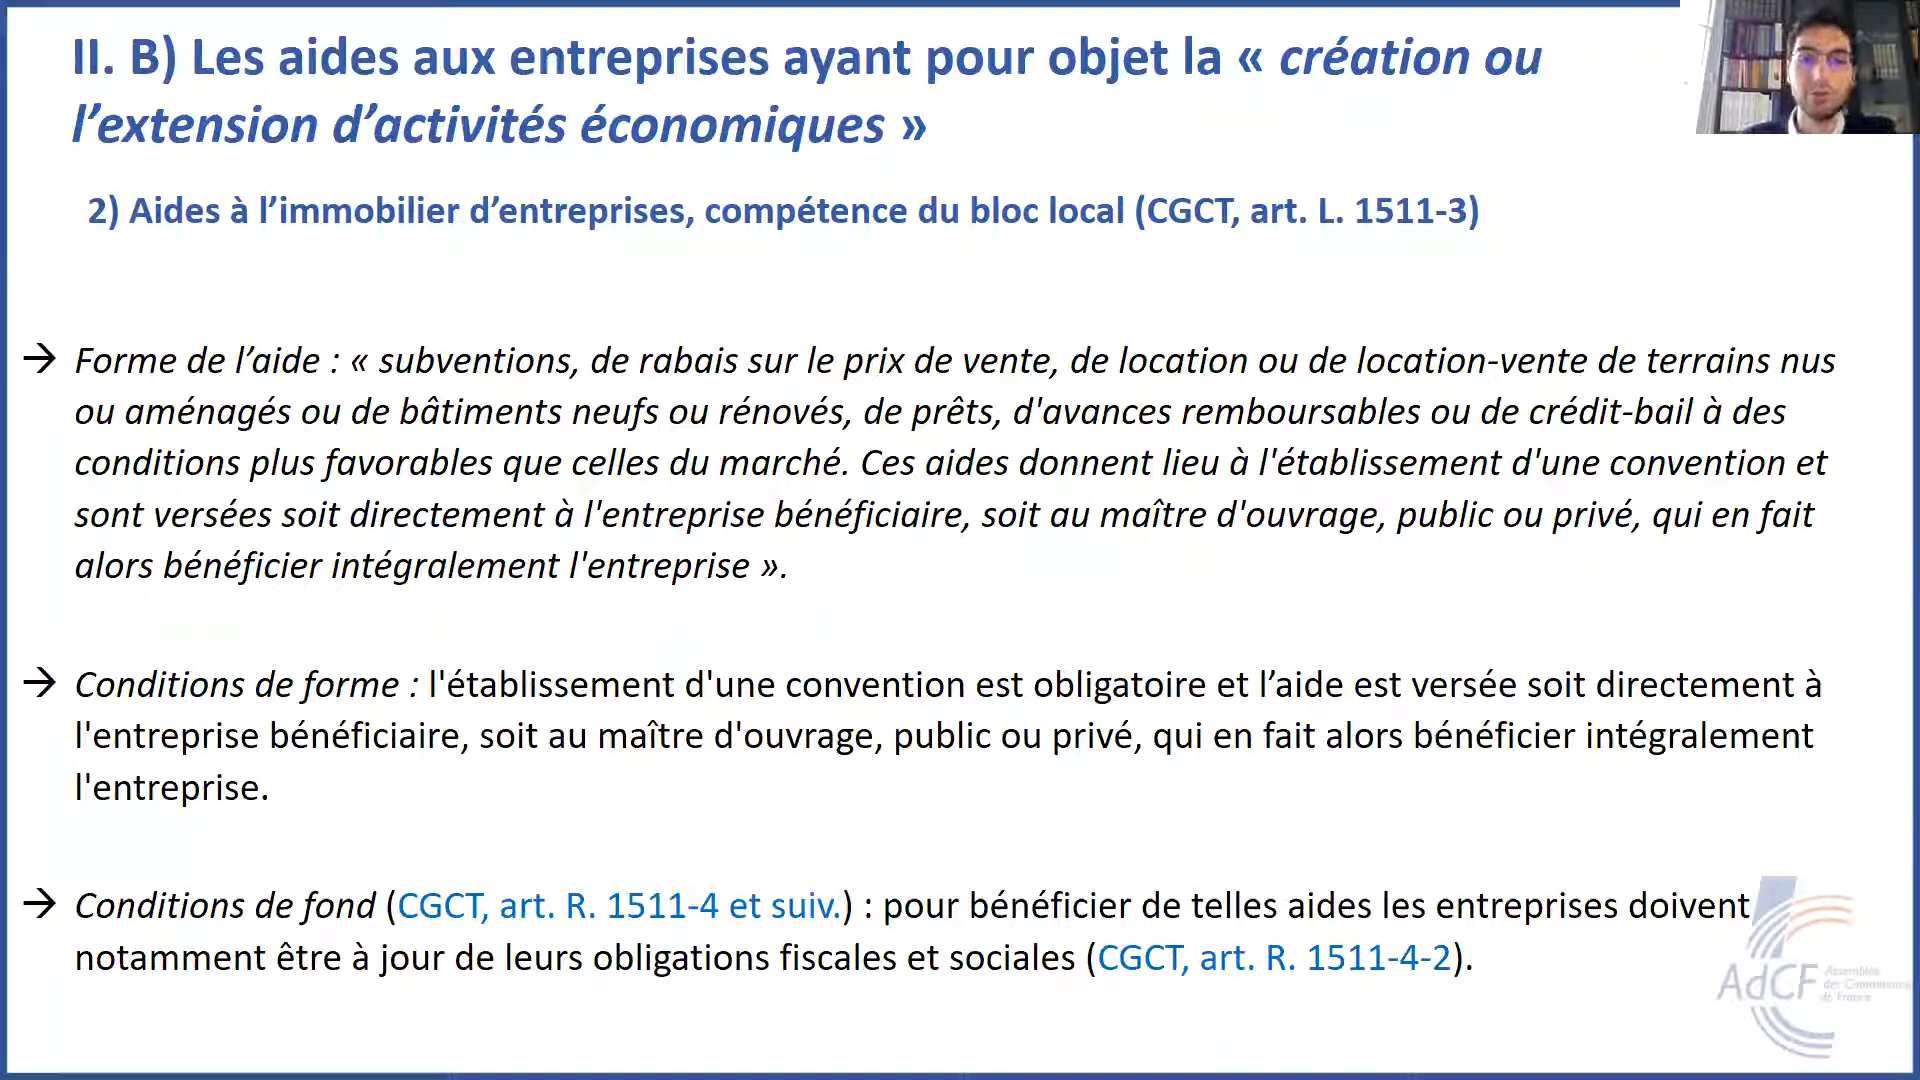 II. B) Les aides aux entreprises ayant pour objet la « création ou
l’extension d’activités économiques »
2) Aides à l’immobilier d’entreprises, compétence du bloc local (CGCT, art. L. 1511-3)
→ Forme de l’aide : « subventions, de rabais sur le prix de vente, de location ou de location-vente de terrains nus
ou aménagés ou de bâtiments neufs ou rénovés, de prêts, d'avances remboursables ou de crédit-bail à des
conditions plus favorables que celles du marché. Ces aides donnent lieu à l'établissement d'une convention et
sont versées soit directement à l'entreprise bénéficiaire, soit au maître d'ouvrage, public ou privé, qui en fait
alors bénéficier intégralement l'entreprise ».
→ Conditions de forme : l'établissement d'une convention est obligatoire et l’aide est versée soit directement à
l'entreprise bénéficiaire, soit au maître d'ouvrage, public ou privé, qui en fait alors bénéficier intégralement
l'entreprise.
→ Conditions de fond (CGCT, art. R. 1511-4 et suiv.) : pour bénéficier de telles aides les entreprises doivent
notamment être à jour de leurs obligations fiscales et sociales (CGCT, art. R. 1511-4-2).
AdCF
Assemblée
des Communautés
de France